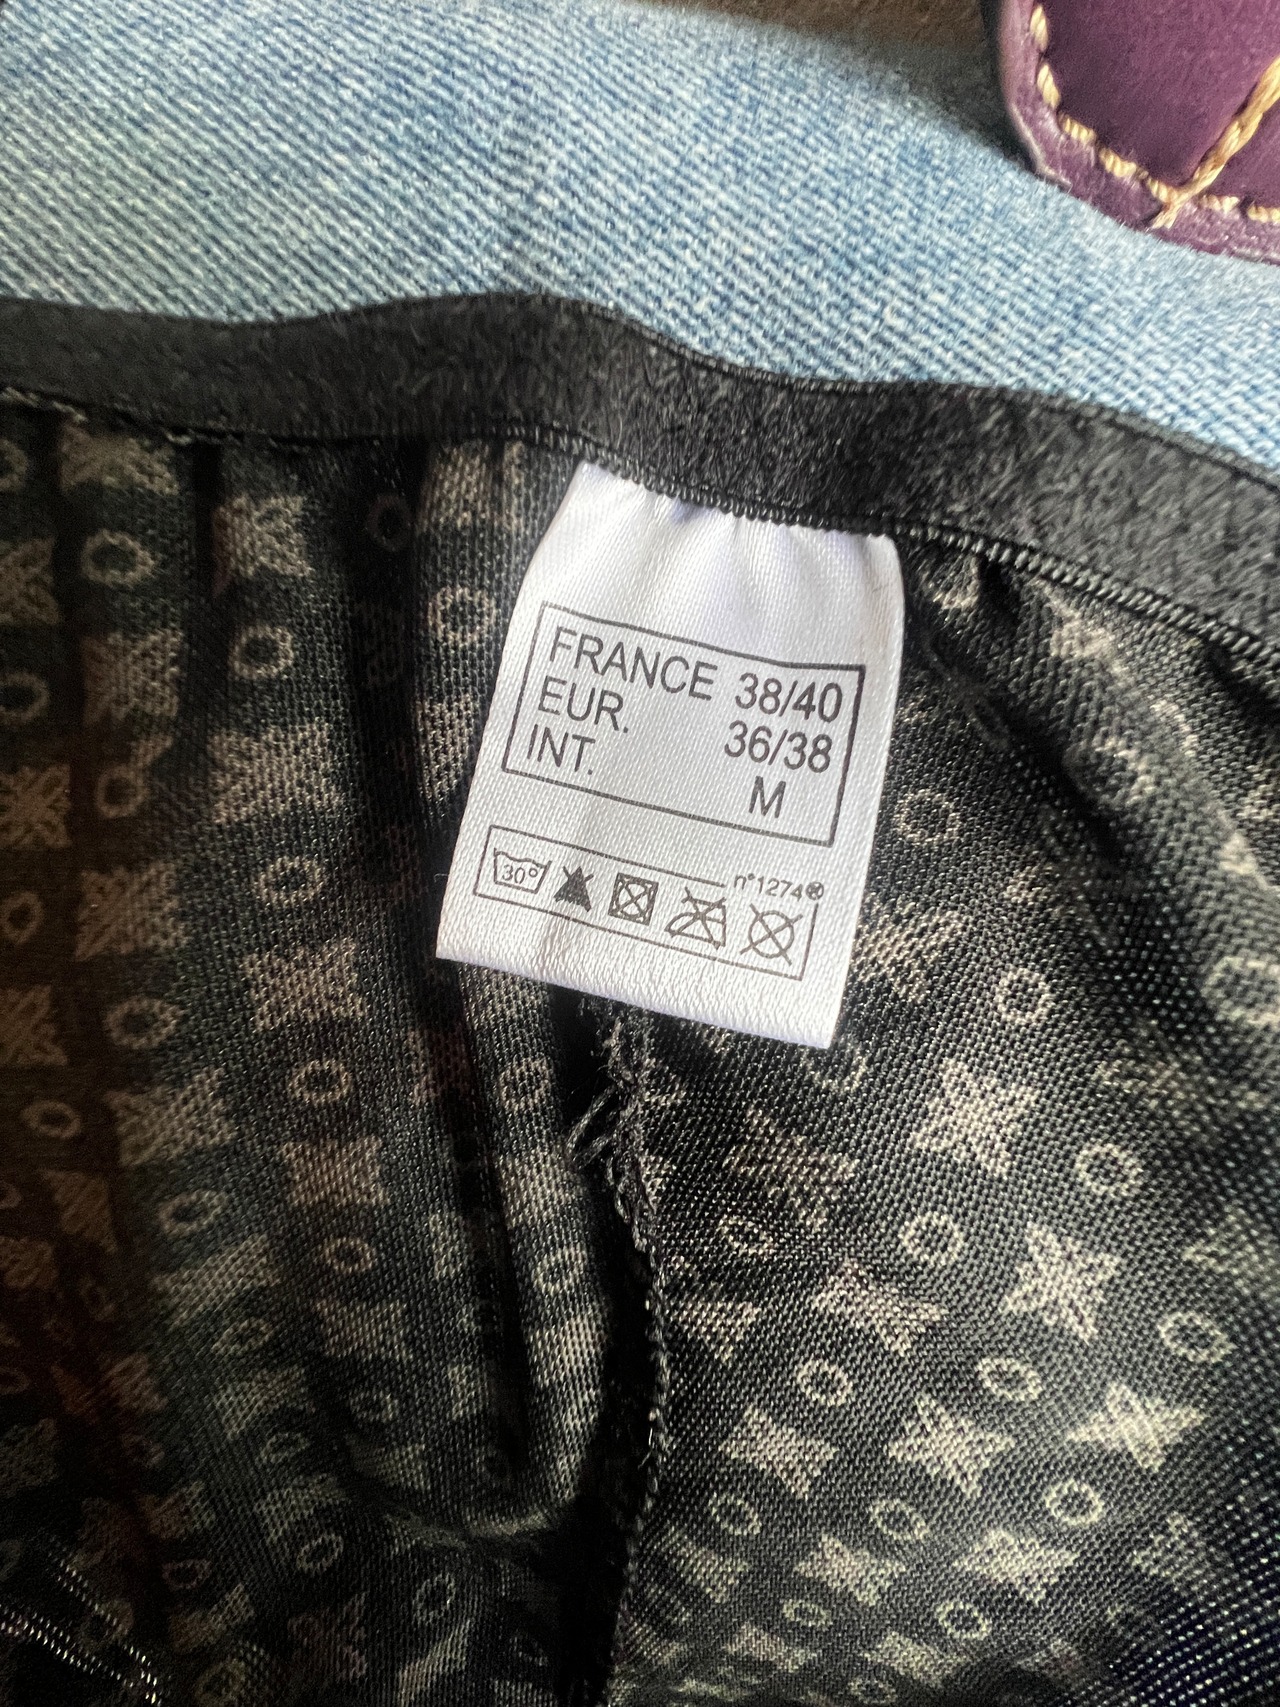 FRANCE 38/40
EUR. 36/38
INT. M
n°1274®
30°